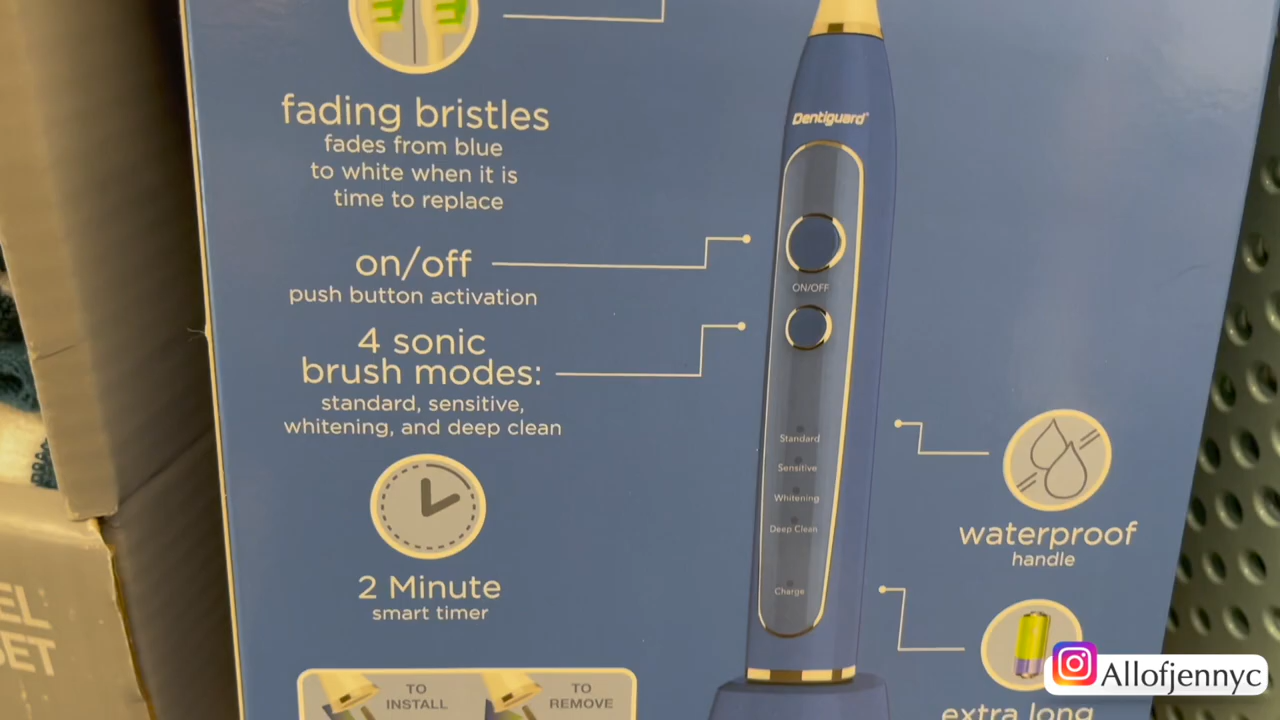 fading bristles
fades from blue
to white when it is
time to replace
on/off
push button activation
4 sonic
brush modes:
standard, sensitive,
whitening, and deep clean
2 Minute
smart timer
TO
INSTALL
TO
REMOVE
Dentiguard
ON/OFF
Standard
Sensitive
Whitening
Deep Clean
Charge
waterproof
handle
extra long
Allofjennyc
EL
SET